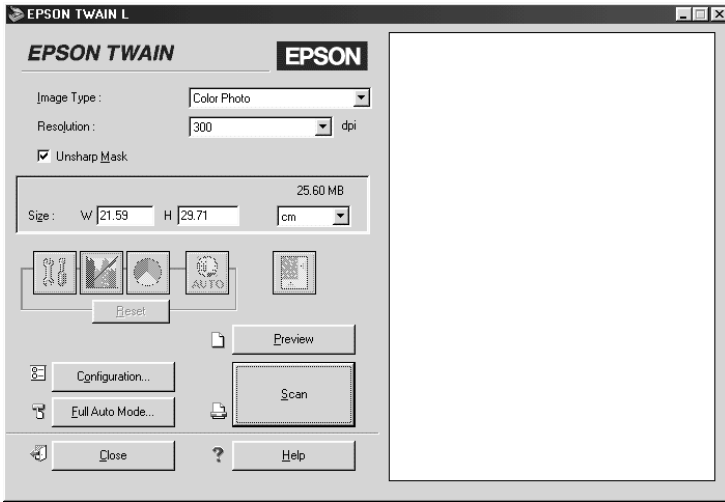 EPSON TWAIN L
EPSON TWAIN
EPSON
Image Type : Color Photo
Resolution : 300 dpi
Unsharp Mask
25.60 MB
Size : W 21.59 H 29.71 cm
AUTO
Reset
Preview
Configuration...
Scan
Full Auto Mode...
Close ? Help